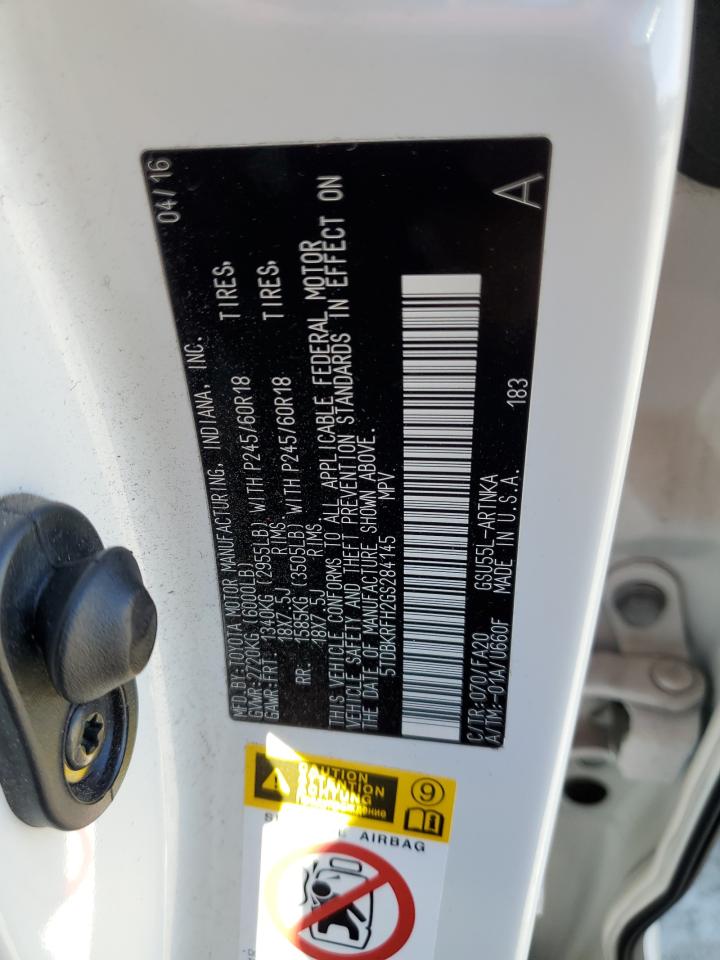 MFD.BY:TOYOTA MOTOR MANUFACTURING, INDIANA, INC. 04/16
GVWR:2720KG (6000LB)
GAWR:FRT. 1340KG (2955LB) WITH P245/60R18 TIRES,
18X7.5J RIMS,
RR. 1585KG (3505LB) WITH P245/60R18 TIRES,
18X7.5J RIMS,
THIS VEHICLE CONFORMS TO ALL APPLICABLE FEDERAL MOTOR
VEHICLE SAFETY AND THEFT PREVENTION STANDARDS IN EFFECT ON
THE DATE OF MANUFACTURE SHOWN ABOVE.
5TDBKRFH2GS284145 MPV
C/TR:070/FA20 GSU55L-ARTNKA 183
A/TM:-01A/U660F MADE IN U.S.A. A
CAUTION
ATTENTION
ACHTUNG
9
AIRBAG